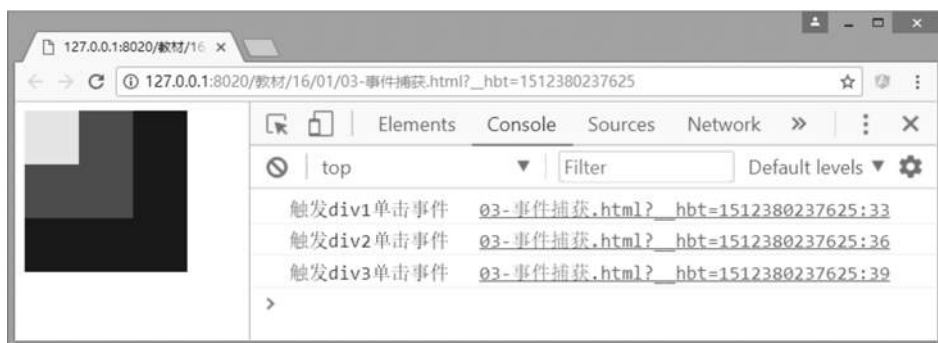 127.0.0.1:8020/教材/16
127.0.0.1:8020/教材/16/01/03-事件捕获.html?__hbt=1512380237625
Elements Console Sources Network »
top Filter Default levels
触发div1单击事件 03-事件捕获.html?__hbt=1512380237625:33
触发div2单击事件 03-事件捕获.html?__hbt=1512380237625:36
触发div3单击事件 03-事件捕获.html?__hbt=1512380237625:39
>